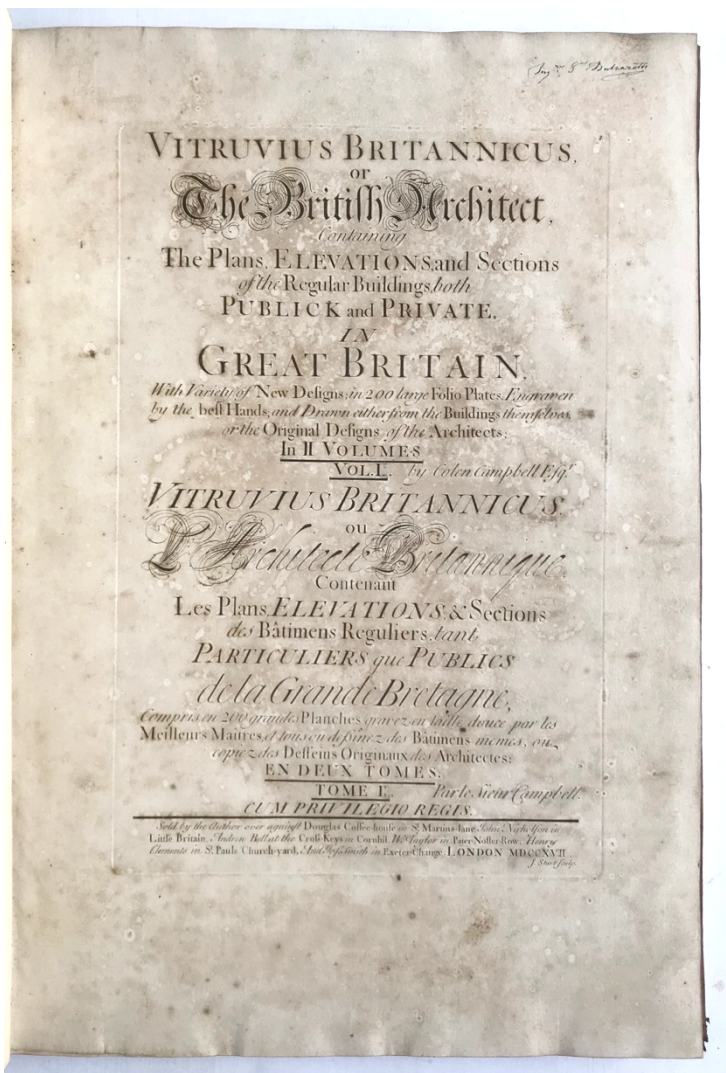 VITRUVIUS BRITANNICUS,
or
The Britiſh Architect,
Containing
The Plans, ELEVATIONS, and Sections
of the Regular Buildings, both
PUBLICK and PRIVATE,
IN
GREAT BRITAIN,
With Variety of New Deſigns; in 200 large Folio Plates, Engraven
by the beſt Hands; and Drawn either from the Buildings themſelves,
or the Original Deſigns of the Architects;
In II VOLUMES
VOL. I. by Colen Campbell Eſqr.
VITRUVIUS BRITANNICUS,
ou
L'Architecte Britannique,
Contenant
Les Plans, ELEVATIONS, & Sections
des Bâtimens Reguliers, tant
PARTICULIERS que PUBLICS
de la Grande Bretagne,
Compris en 200 grandes Planches gravez en taille douce par les
Meilleurs Maitres, et tous ou deſſinez des Bâtimens memes, ou
copiez des Deſſeins Originaux des Architectes:
EN DEUX TOMES.
TOME I. Par le Sieur Campbell.
CUM PRIVILEGIO REGIS.
Sold by the Author over againſt Douglas Coffee-houſe in St. Martins-lane, John Nicholſon in
Little Britain, Andrew Bell at the Croſs-Keys in Cornhil, W. Taylor in Pater-Noſter-Row, Henry
Clements in St. Pauls Church-yard, And Joſ. Smith in Exeter-Change. LONDON MDCCXVII
J. Sturt ſculp.